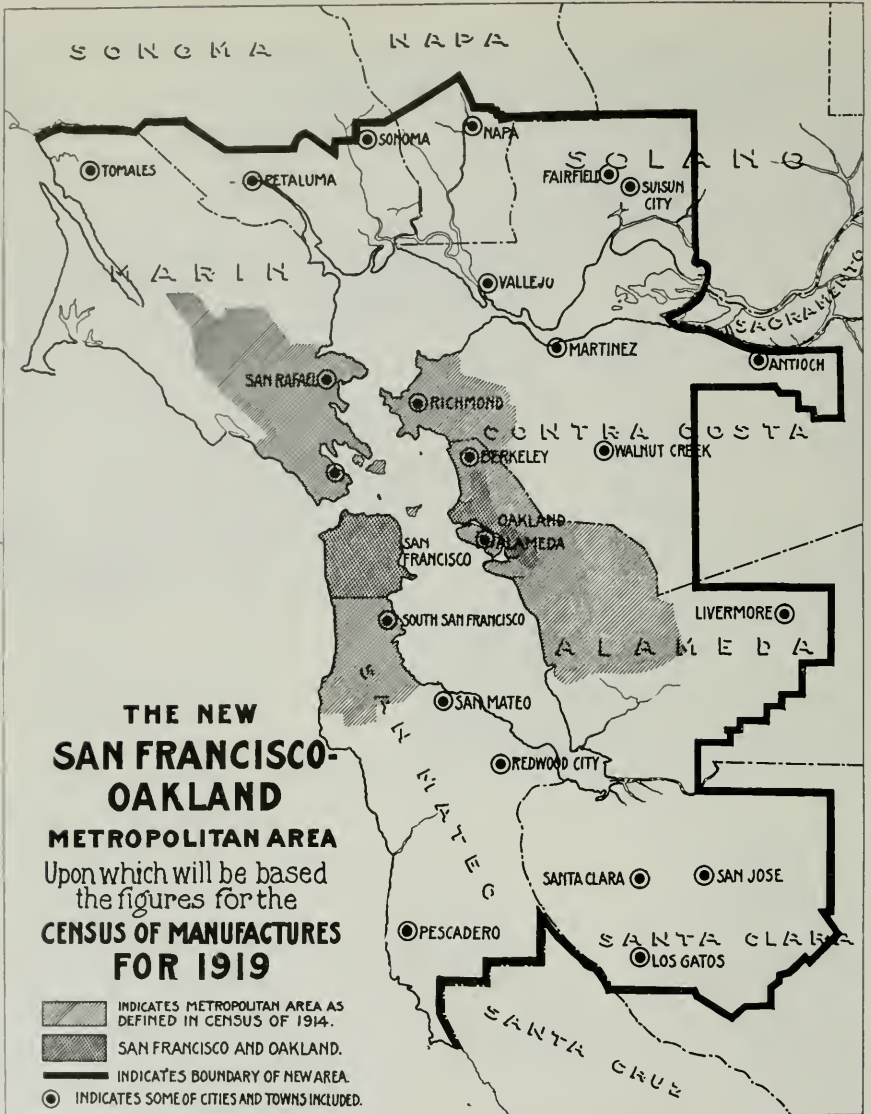 SONOMA
NAPA
SONOMA
NAPA
TOMALES
PETALUMA
SOLANO
FAIRFIELD
SUISUN
CITY
MARIN
VALLEJO
SACRAMENTO
MARTINEZ
ANTIOCH
SAN RAFAEL
RICHMOND
CONTRA COSTA
BERKELEY
WALNUT CREEK
OAKLAND
ALAMEDA
SAN
FRANCISCO
LIVERMORE
SOUTH SAN FRANCISCO
ALAMEDA
SAN MATEO
SAN MATEO
REDWOOD CITY
SANTA CLARA
SAN JOSE
PESCADERO
SANTA CLARA
LOS GATOS
SANTA CRUZ
THE NEW
SAN FRANCISCO-
OAKLAND
METROPOLITAN AREA
Upon which will be based
the figures for the
CENSUS OF MANUFACTURES
FOR 1919
INDICATES METROPOLITAN AREA AS
DEFINED IN CENSUS OF 1914.
SAN FRANCISCO AND OAKLAND.
INDICATES BOUNDARY OF NEW AREA.
INDICATES SOME OF CITIES AND TOWNS INCLUDED.